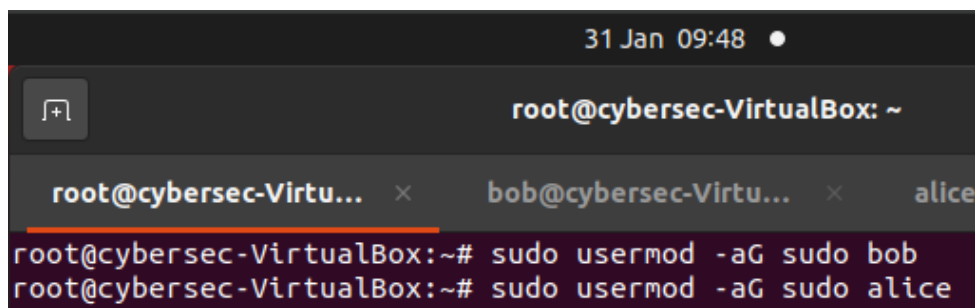 31 Jan 09:48
root@cybersec-VirtualBox: ~
root@cybersec-Virtu... × bob@cybersec-Virtu... × alice
root@cybersec-VirtualBox:~# sudo usermod -aG sudo bob
root@cybersec-VirtualBox:~# sudo usermod -aG sudo alice